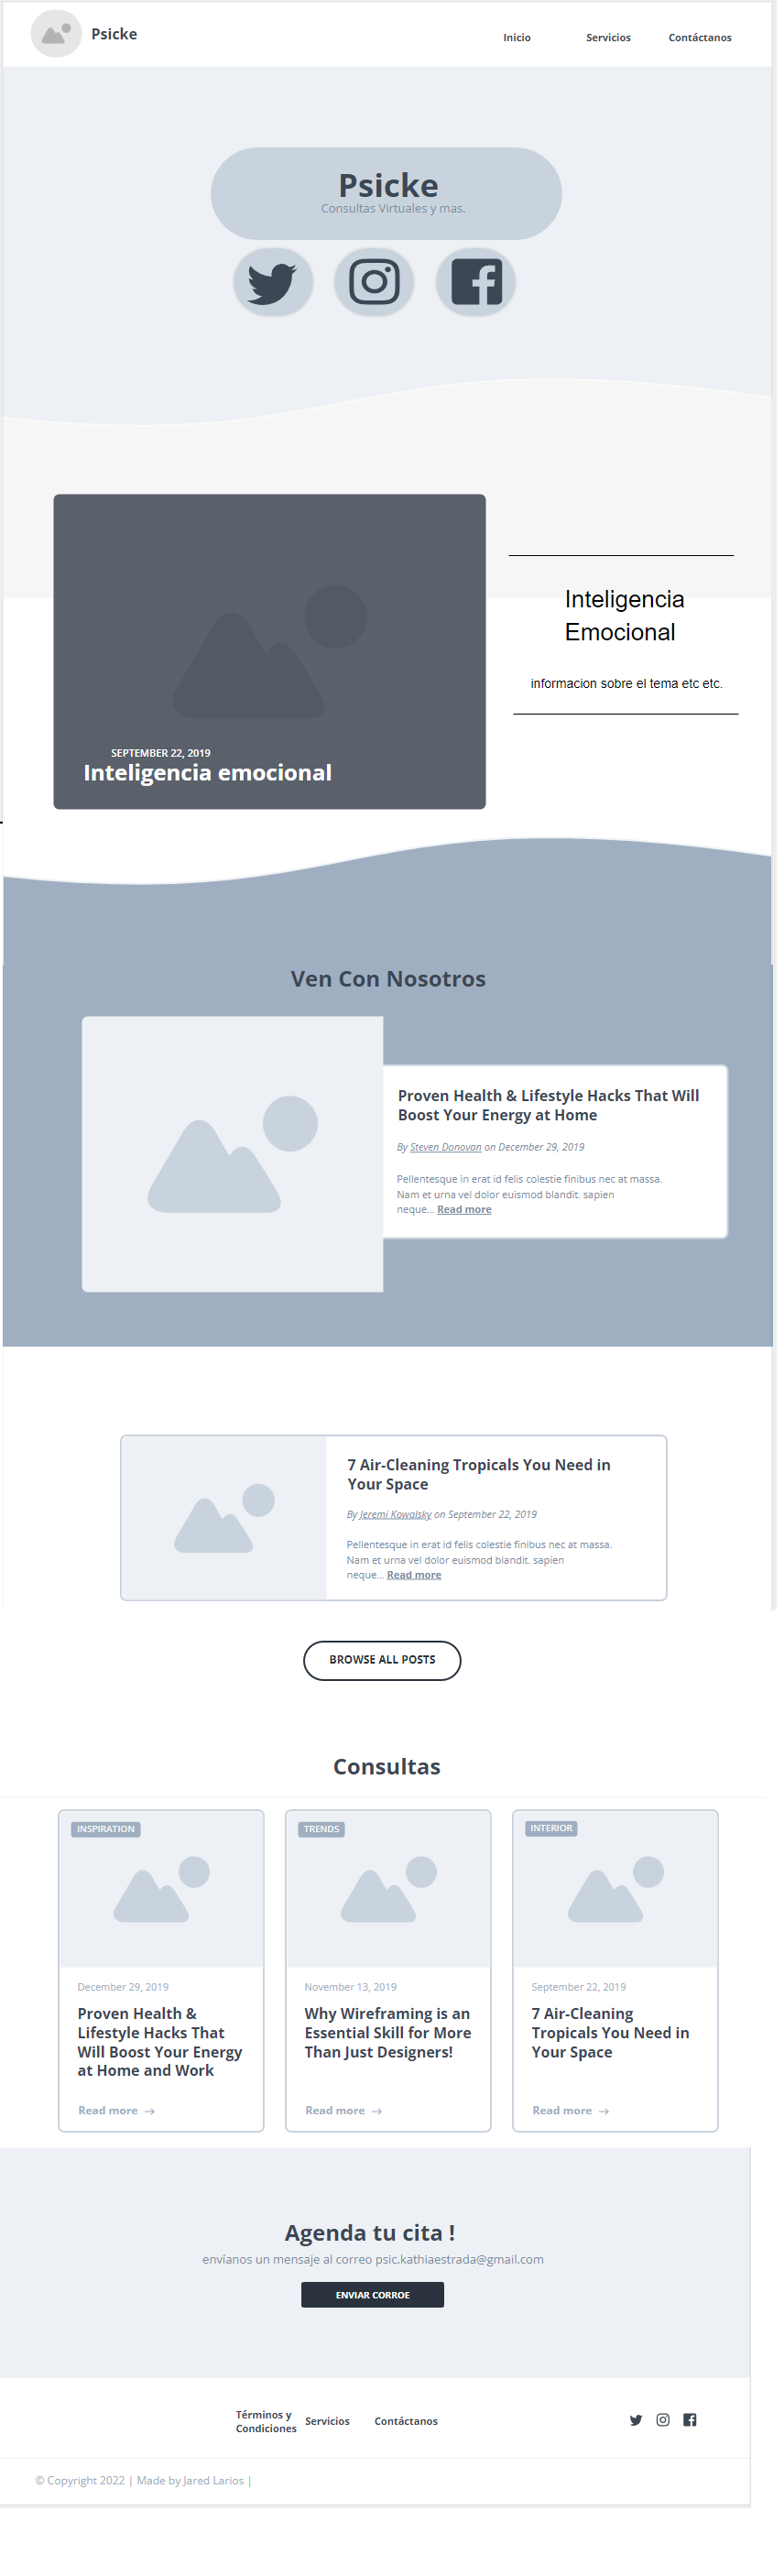 Psicke
Inicio
Servicios
Contáctanos
Psicke
Consultas Virtuales y mas.
Inteligencia
Emocional
informacion sobre el tema etc etc.
SEPTEMBER 22, 2019
Inteligencia emocional
Ven Con Nosotros
Proven Health & Lifestyle Hacks That Will
Boost Your Energy at Home
By Steven Donovan on December 29, 2019
Pellentesque in erat id felis colestie finibus nec at massa.
Nam et urna vel dolor euismod blandit. sapien
neque... Read more
7 Air-Cleaning Tropicals You Need in
Your Space
By Jeremi Kowalsky on September 22, 2019
Pellentesque in erat id felis colestie finibus nec at massa.
Nam et urna vel dolor euismod blandit. sapien
neque... Read more
BROWSE ALL POSTS
Consultas
INSPIRATION
December 29, 2019
Proven Health &
Lifestyle Hacks That
Will Boost Your Energy
at Home and Work
Read more →
TRENDS
November 13, 2019
Why Wireframing is an
Essential Skill for More
Than Just Designers!
Read more →
INTERIOR
September 22, 2019
7 Air-Cleaning
Tropicals You Need in
Your Space
Read more →
Agenda tu cita !
envíanos un mensaje al correo psic.kathiaestrada@gmail.com
ENVIAR CORROE
Términos y
Condiciones
Servicios
Contáctanos
© Copyright 2022 | Made by Jared Larios |